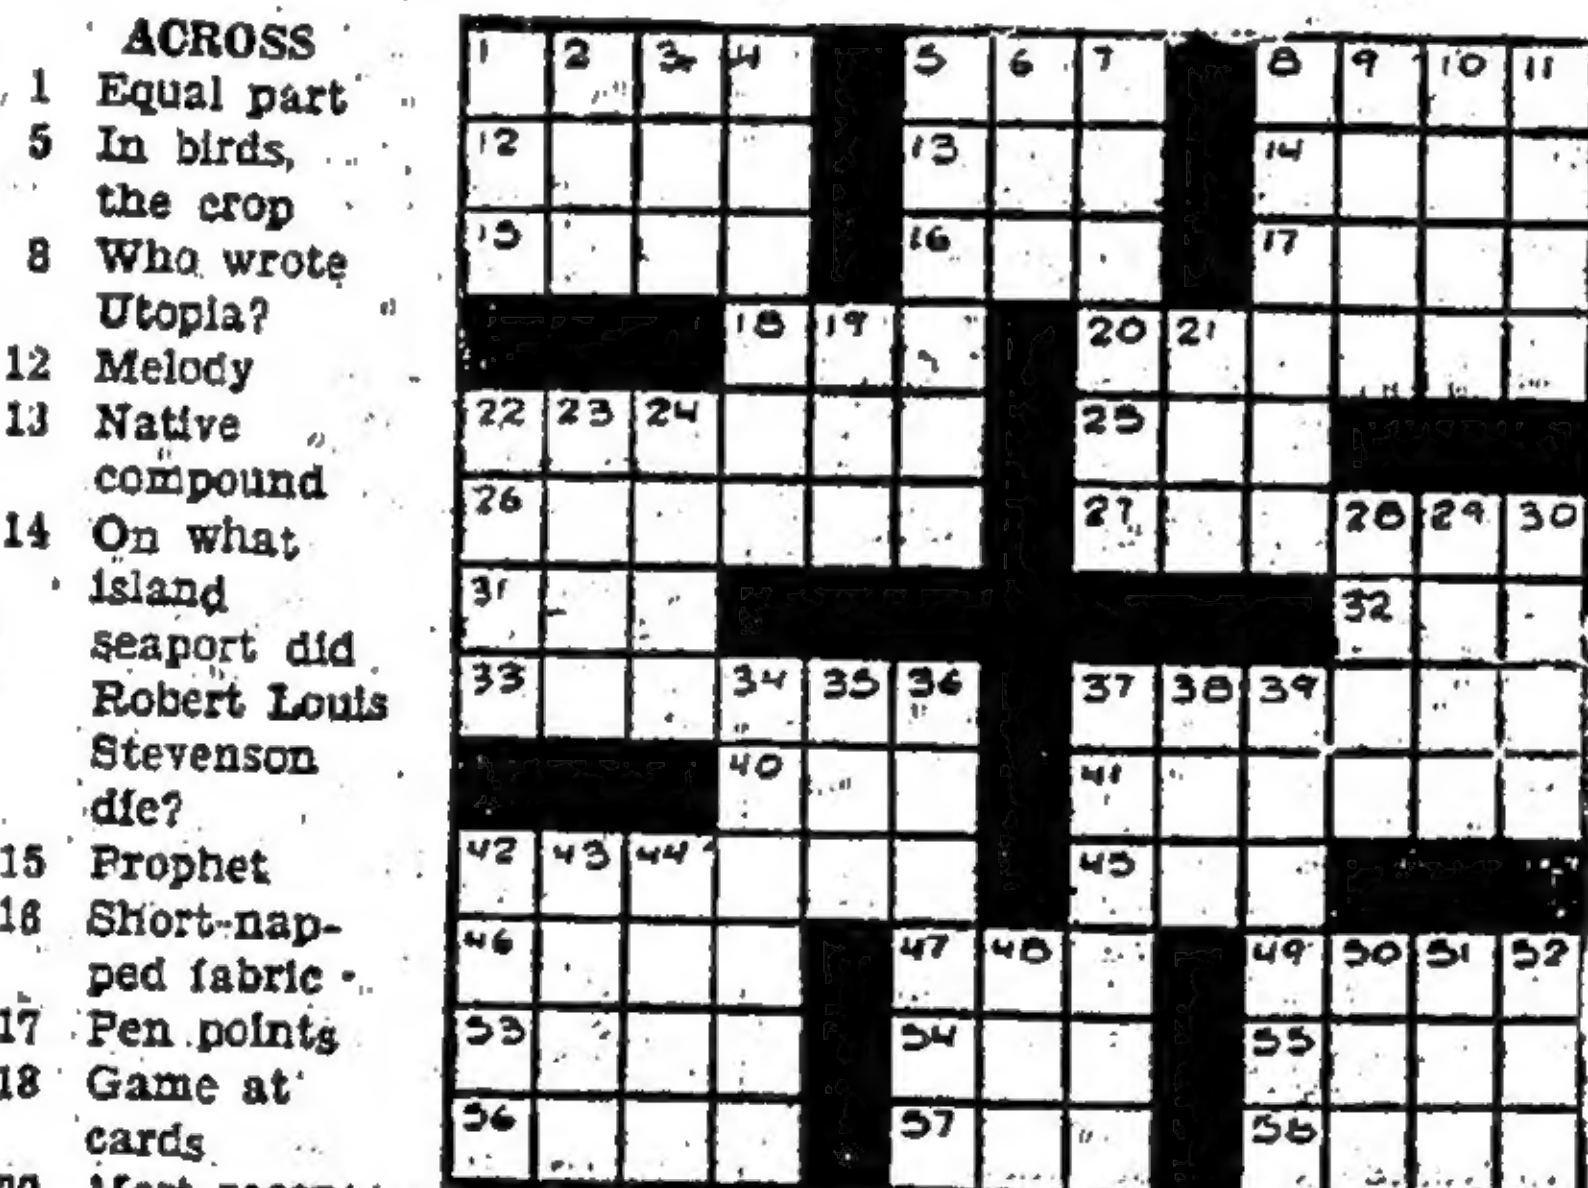 ACROSS
1 Equal part
5 In birds,
the crop
8 Who wrote
Utopia?
12 Melody
13 Native
compound
14 On what
island
seaport did
Robert Louis
Stevenson
die?
15 Prophet
16 Short-nap-
ped fabric
17 Pen points
18 Game at
cards
1 2 3 4 5 6 7 8 9 10 11
12 13 14
15 16 17
18 19 20 21
22 23 24 25
26 27 28 29 30
31 32
33 34 35 36 37 38 39
40 41
42 43 44 45
46 47 48 49 50 51 52
53 54 55
56 57 58